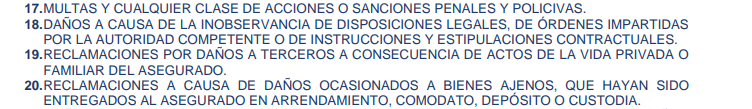 17.MULTAS Y CUALQUIER CLASE DE ACCIONES O SANCIONES PENALES Y POLICIVAS.
18.DAÑOS A CAUSA DE LA INOBSERVANCIA DE DISPOSICIONES LEGALES, DE ÓRDENES IMPARTIDAS
POR LA AUTORIDAD COMPETENTE O DE INSTRUCCIONES Y ESTIPULACIONES CONTRACTUALES.
19.RECLAMACIONES POR DAÑOS A TERCEROS A CONSECUENCIA DE ACTOS DE LA VIDA PRIVADA O
FAMILIAR DEL ASEGURADO.
20.RECLAMACIONES A CAUSA DE DAÑOS OCASIONADOS A BIENES AJENOS, QUE HAYAN SIDO
ENTREGADOS AL ASEGURADO EN ARRENDAMIENTO, COMODATO, DEPÓSITO O CUSTODIA.